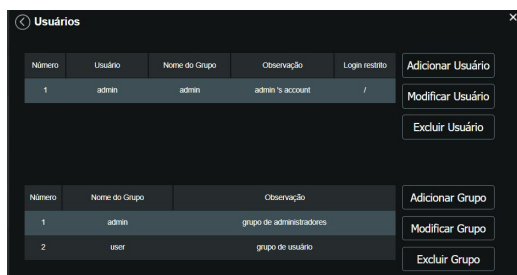 Usuários
×
Número Usuário Nome do Grupo Observação Login restrito
1 admin admin admin 's account /
Adicionar Usuário
Modificar Usuário
Excluir Usuário
Número Nome do Grupo Observação
1 admin grupo de administradores
2 user grupo de usuário
Adicionar Grupo
Modificar Grupo
Excluir Grupo